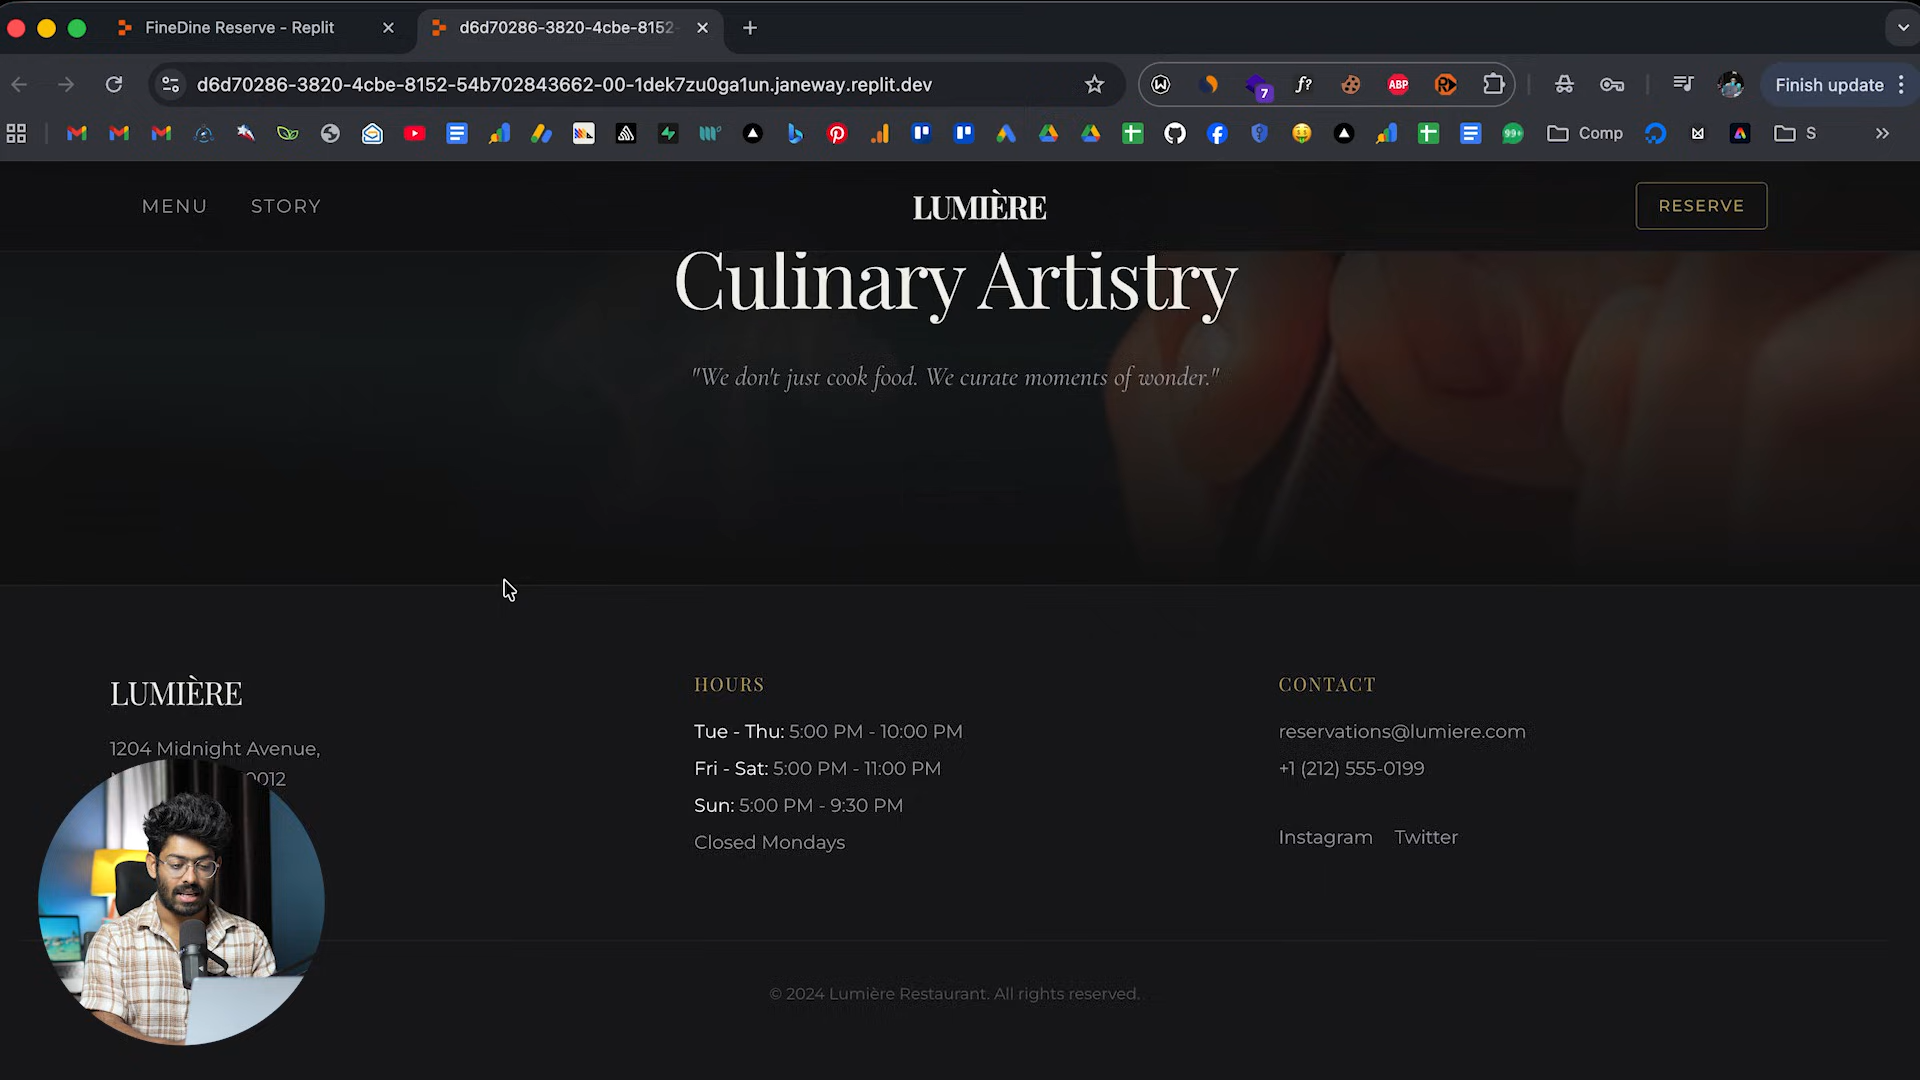 FineDine Reserve - Replit
d6d70286-3820-4cbe-8152-
d6d70286-3820-4cbe-8152-54b702843662-00-1dek7zu0ga1un.janeway.replit.dev
7
f?
ABP
Finish update
99+
Comp
S
MENU STORY
LUMIÈRE
RESERVE
Culinary Artistry
"We don't just cook food. We curate moments of wonder."
LUMIÈRE
1204 Midnight Avenue,
0012
HOURS
Tue - Thu: 5:00 PM - 10:00 PM
Fri - Sat: 5:00 PM - 11:00 PM
Sun: 5:00 PM - 9:30 PM
Closed Mondays
CONTACT
reservations@lumiere.com
+1 (212) 555-0199
Instagram Twitter
© 2024 Lumière Restaurant. All rights reserved.